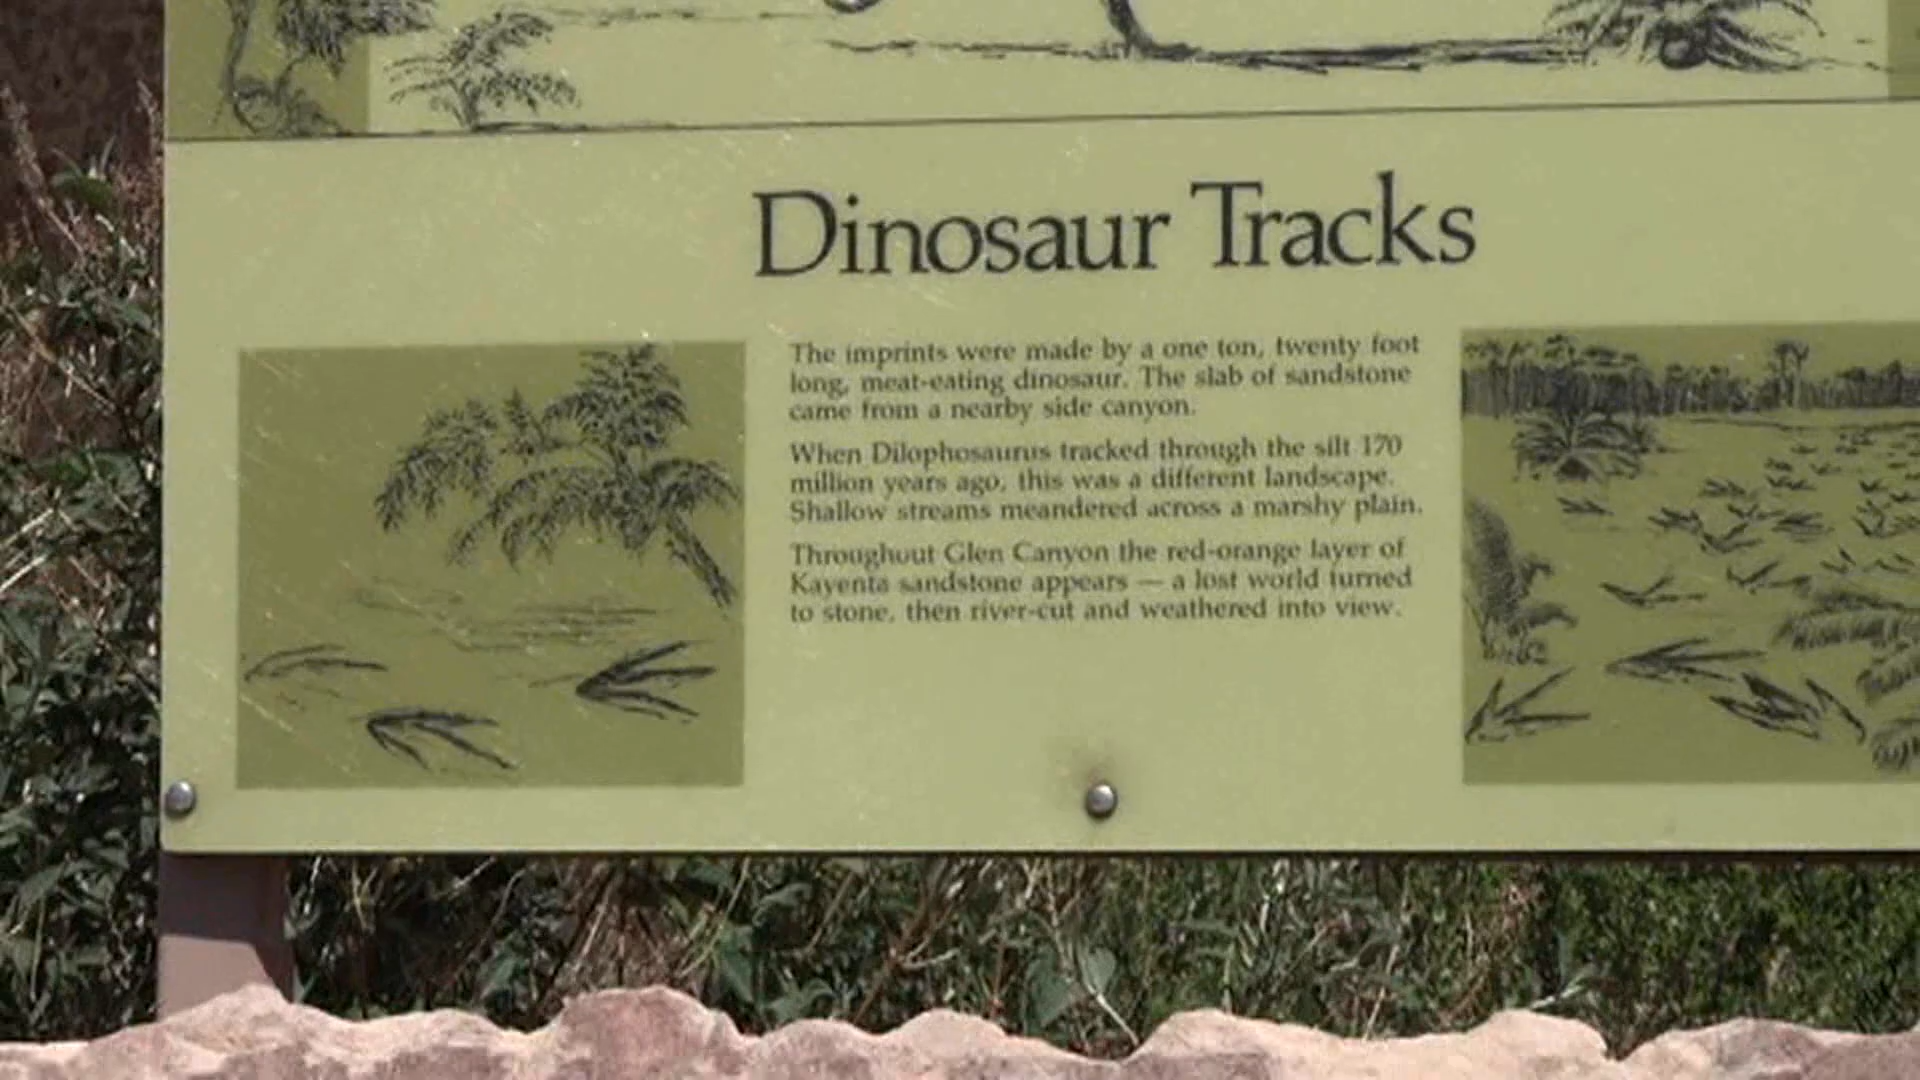 Dinosaur Tracks
The imprints were made by a one ton, twenty foot
long, meat-eating dinosaur. The slab of sandstone
came from a nearby side canyon.
When Dilophosaurus tracked through the silt 170
million years ago, this was a different landscape.
Shallow streams meandered across a marshy plain.
Throughout Glen Canyon the red-orange layer of
Kayenta sandstone appears — a lost world turned
to stone, then river-cut and weathered into view.